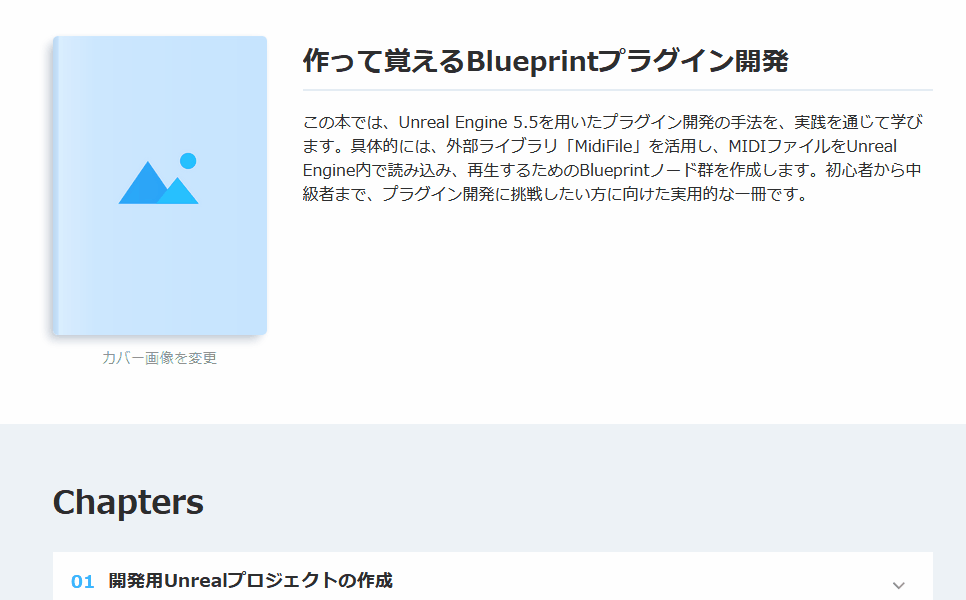 作って覚えるBlueprintプラグイン開発
この本では、Unreal Engine 5.5を用いたプラグイン開発の手法を、実践を通じて学び
ます。具体的には、外部ライブラリ「MidiFile」を活用し、MIDIファイルをUnreal
Engine内で読み込み、再生するためのBlueprintノード群を作成します。初心者から中
級者まで、プラグイン開発に挑戦したい方に向けた実用的な一冊です。
カバー画像を変更
Chapters
01 開発用Unrealプロジェクトの作成